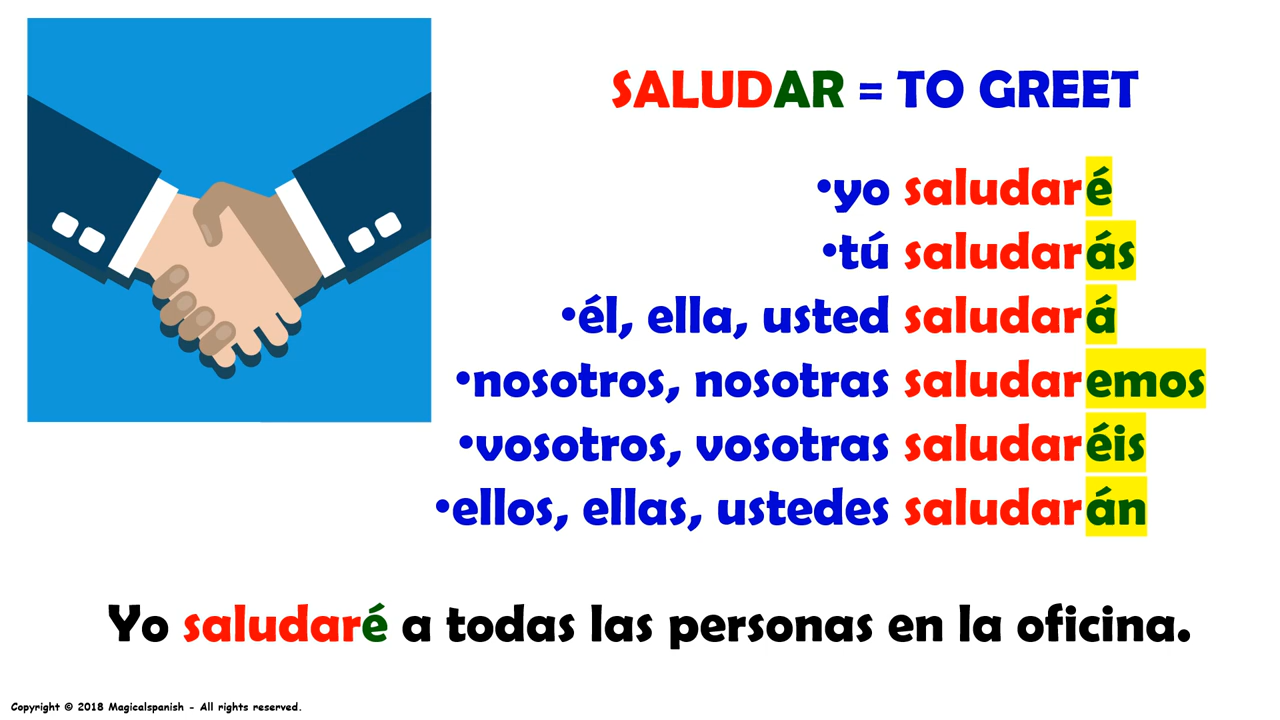 SALUDAR = TO GREET
•yo saludaré
•tú saludarás
•él, ella, usted saludará
•nosotros, nosotras saludaremos
•vosotros, vosotras saludaréis
•ellos, ellas, ustedes saludarán
Yo saludaré a todas las personas en la oficina.
Copyright © 2018 Magicalspanish - All rights reserved.